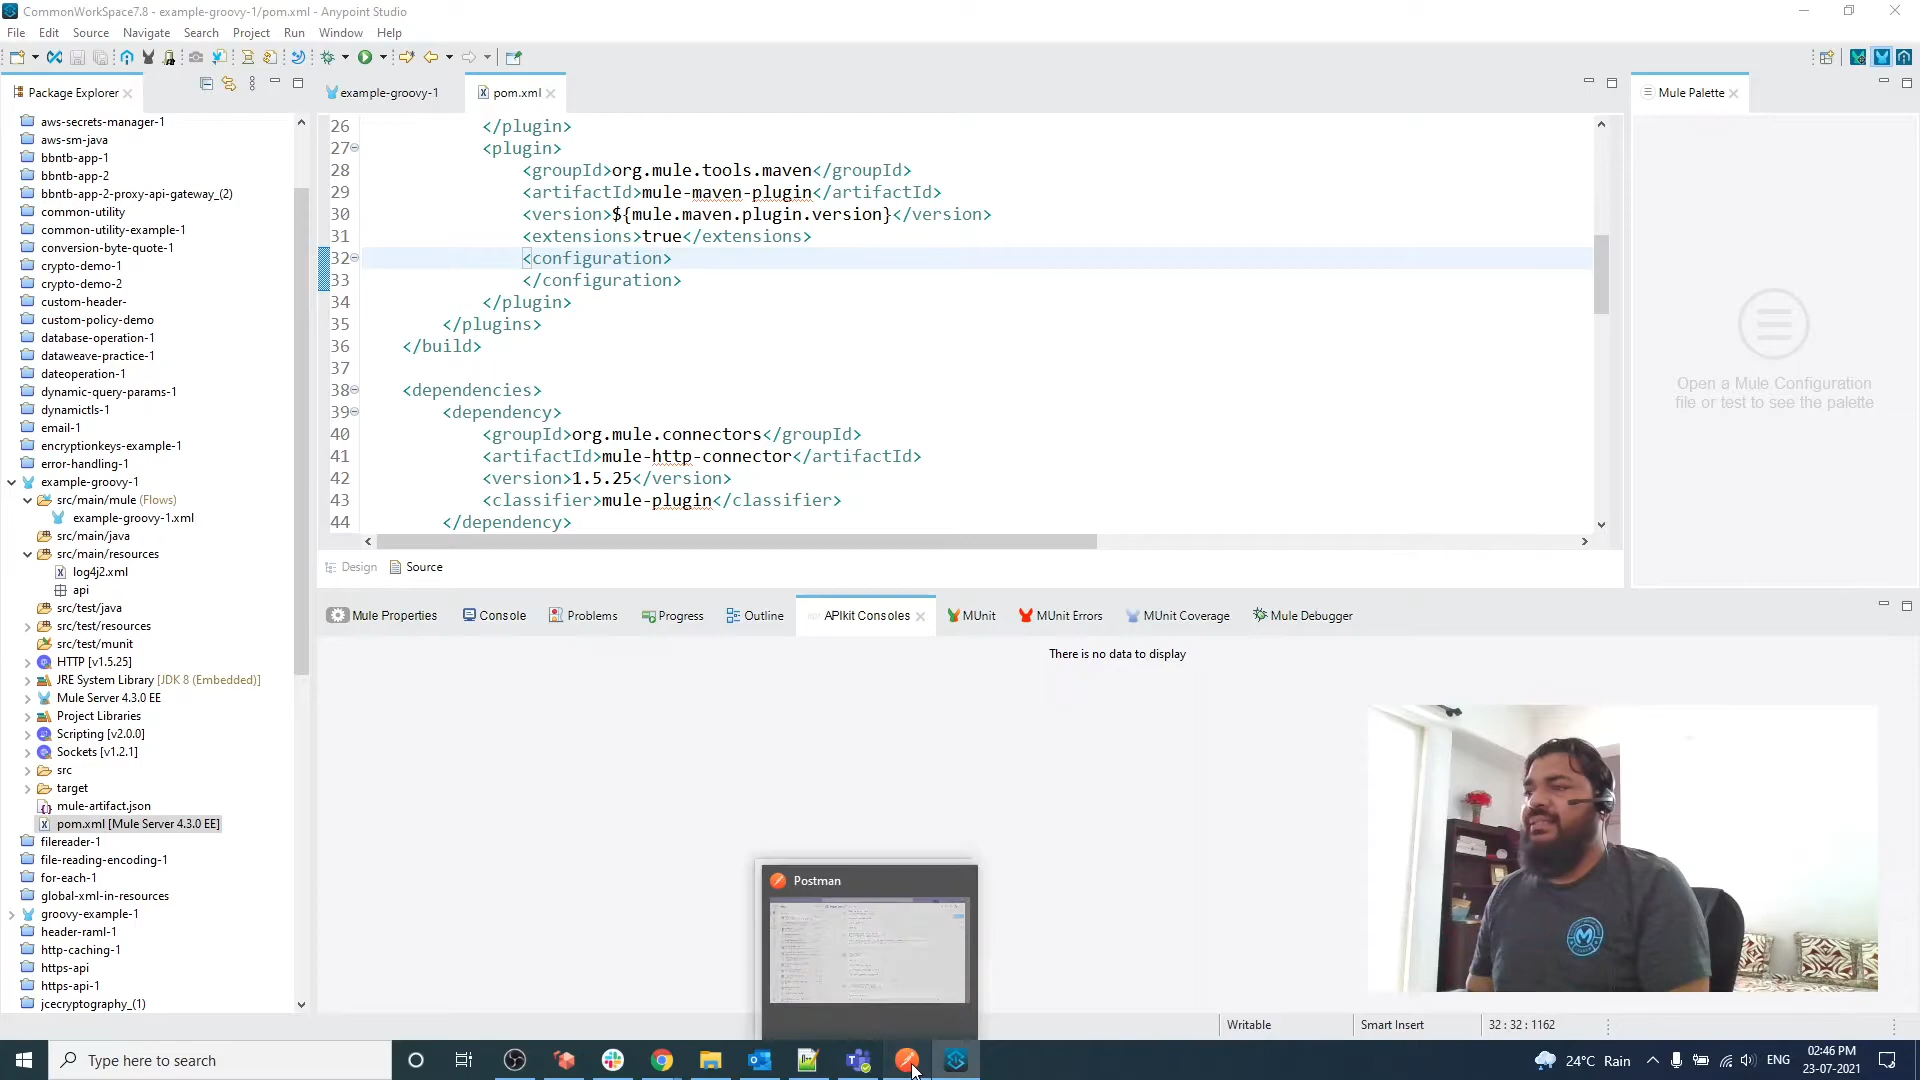 CommonWorkSpace7.8 - example-groovy-1/pom.xml - Anypoint Studio
File Edit Source Navigate Search Project Run Window Help
Package Explorer
example-groovy-1
pom.xml
Mule Palette
aws-secrets-manager-1
aws-sm-java
bbntb-app-1
bbntb-app-2
bbntb-app-2-proxy-api-gateway_(2)
common-utility
common-utility-example-1
conversion-byte-quote-1
crypto-demo-1
crypto-demo-2
custom-header-
custom-policy-demo
database-operation-1
dataweave-practice-1
dateoperation-1
dynamic-query-params-1
dynamictls-1
email-1
encryptionkeys-example-1
error-handling-1
example-groovy-1
src/main/mule (Flows)
example-groovy-1.xml
src/main/java
src/main/resources
log4j2.xml
api
src/test/java
src/test/resources
src/test/munit
HTTP [v1.5.25]
JRE System Library [JDK 8 (Embedded)]
Mule Server 4.3.0 EE
Project Libraries
Scripting [v2.0.0]
Sockets [v1.2.1]
src
target
mule-artifact.json
pom.xml [Mule Server 4.3.0 EE]
filereader-1
file-reading-encoding-1
for-each-1
global-xml-in-resources
groovy-example-1
header-raml-1
http-caching-1
https-api
https-api-1
jcecryptography_(1)
26 </plugin>
27 <plugin>
28 <groupId>org.mule.tools.maven</groupId>
29 <artifactId>mule-maven-plugin</artifactId>
30 <version>${mule.maven.plugin.version}</version>
31 <extensions>true</extensions>
32 <configuration>
33 </configuration>
34 </plugin>
35 </plugins>
36 </build>
37
38 <dependencies>
39 <dependency>
40 <groupId>org.mule.connectors</groupId>
41 <artifactId>mule-http-connector</artifactId>
42 <version>1.5.25</version>
43 <classifier>mule-plugin</classifier>
44 </dependency>
Design Source
Open a Mule Configuration
file or test to see the palette
Mule Properties Console Problems Progress Outline APIkit Consoles MUnit MUnit Errors MUnit Coverage Mule Debugger
There is no data to display
Postman
Writable Smart Insert 32 : 32 : 1162
Type here to search
24°C Rain
ENG
02:46 PM
23-07-2021